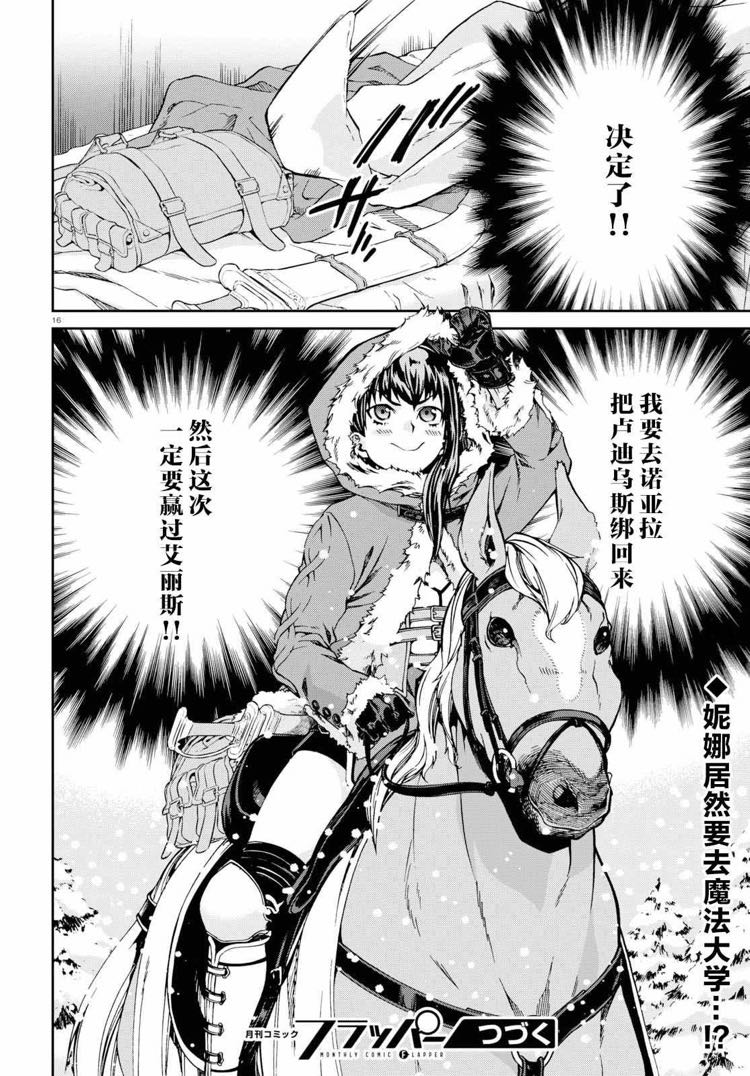 决定了!!
16
我要去诺亚拉
把卢迪乌斯绑回来
然后这次
一定要赢过艾丽斯!!
◆妮娜居然要去魔法大学…!?
月刊コミック
フラッパー
つづく
MONTHLY COMIC FLAPPER